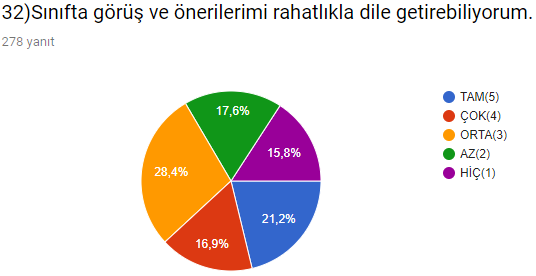 32)Sınıfta görüş ve önerilerimi rahatlıkla dile getirebiliyorum.
278 yanıt
TAM(5)
ÇOK(4)
ORTA(3)
AZ(2)
HİÇ(1)
17,6%
15,8%
28,4%
21,2%
16,9%